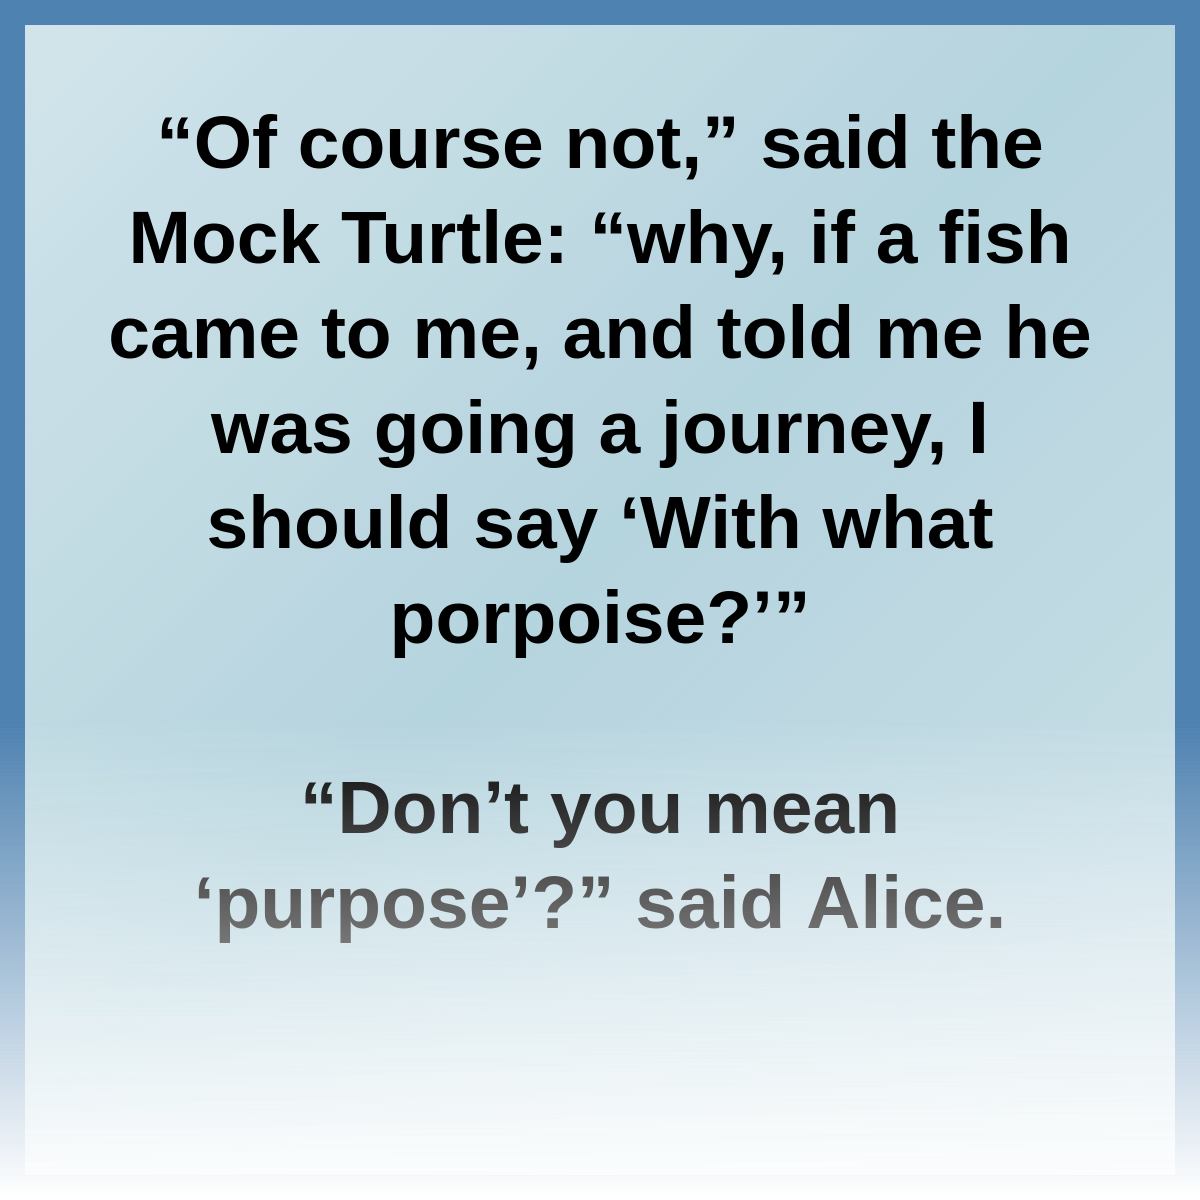 “Of course not,” said the
Mock Turtle: “why, if a fish
came to me, and told me he
was going a journey, I
should say ‘With what
porpoise?’”
“Don’t you mean
‘purpose’?” said Alice.